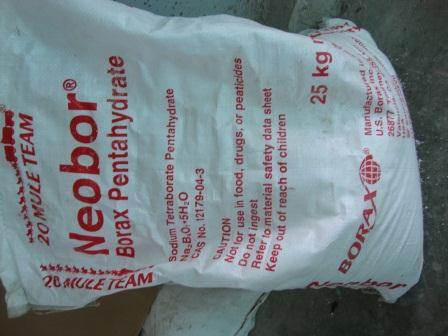 20 MULE TEAM
Neobor®
Borax Pentahydrate
Sodium Tetraborate Pentahydrate
Na₂B₄O₇•5H₂O
CAS No. 12179-04-3
CAUTION
Not for use in food, drugs, or pesticides
Do not ingest
Refer to material safety data sheet
Keep out of reach of children
25 kg
BORAX
®
Manufactured
U.S. Borax
26877
20 MULE TEAM
Neobor